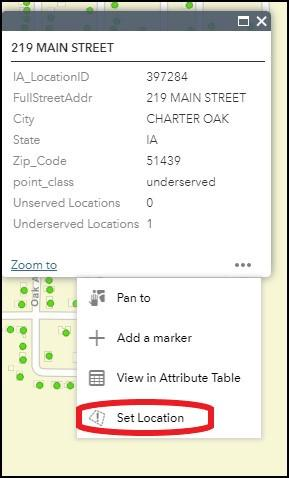 219 MAIN STREET
IA_LocationID 397284
FullStreetAddr 219 MAIN STREET
City CHARTER OAK
State IA
Zip_Code 51439
point_class underserved
Unserved Locations 0
Underserved Locations 1
Zoom to
Oak A
Pan to
Add a marker
View in Attribute Table
Set Location